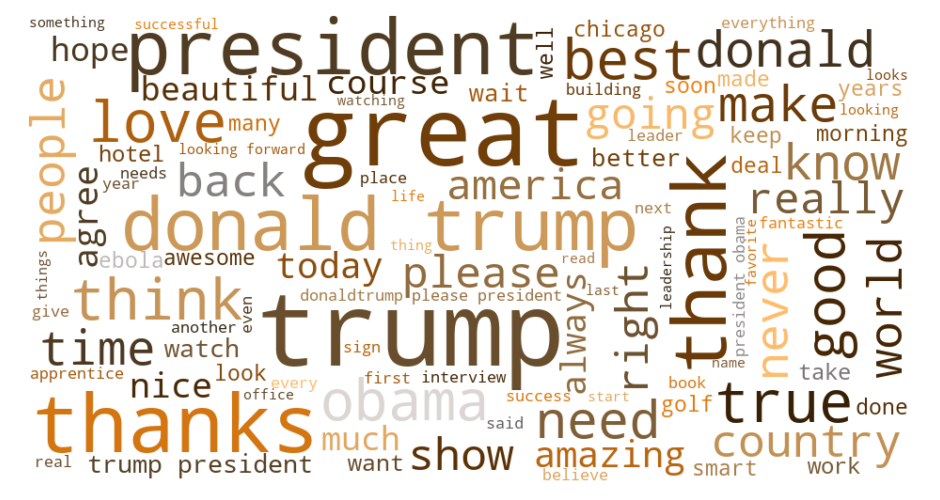 something
successful
everything
hope
president
well
chicago
best
donald
beautiful
course
watching
wait
building
soon
made
looks
years
people
love
many
great
going
make
looking
leader
keep
morning
hotel
looking forward
better
deal
know
agree
needs
year
back
place
life
america
thank
really
donald trump
next
fantastic
thing
ebola
awesome
today
please
read
leadership
president obama
favorite
never
good
world
things
give
think
another
even
donaldtrump please president
trump
last
always
right
time
watch
sign
name
take
apprentice
nice
look
office
every
first
interview
success
start
book
golf
true
done
thanks
obama
much
said
need
country
real
trump president
want
show
amazing
believe
smart
work